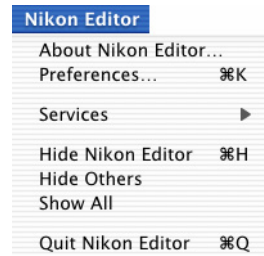 Nikon Editor
About Nikon Editor...
Preferences... ⌘K
Services ▶
Hide Nikon Editor ⌘H
Hide Others
Show All
Quit Nikon Editor ⌘Q